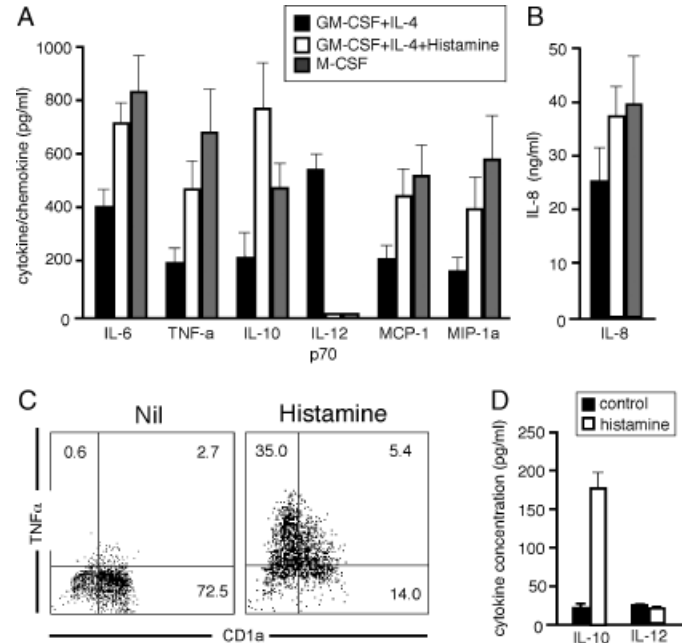 A
GM-CSF+IL-4
GM-CSF+IL-4+Histamine
M-CSF
cytokine/chemokine (pg/ml)
1000
800
600
400
200
0
IL-6 TNF-a IL-10 IL-12 MCP-1 MIP-1a
p70
B
IL-8 (ng/ml)
50
40
30
20
10
0
IL-8
C
Nil Histamine
TNFα
0.6 2.7
72.5
35.0 5.4
14.0
CD1a
D
control
histamine
cytokine concentration (pg/ml)
250
200
150
100
50
0
IL-10 IL-12